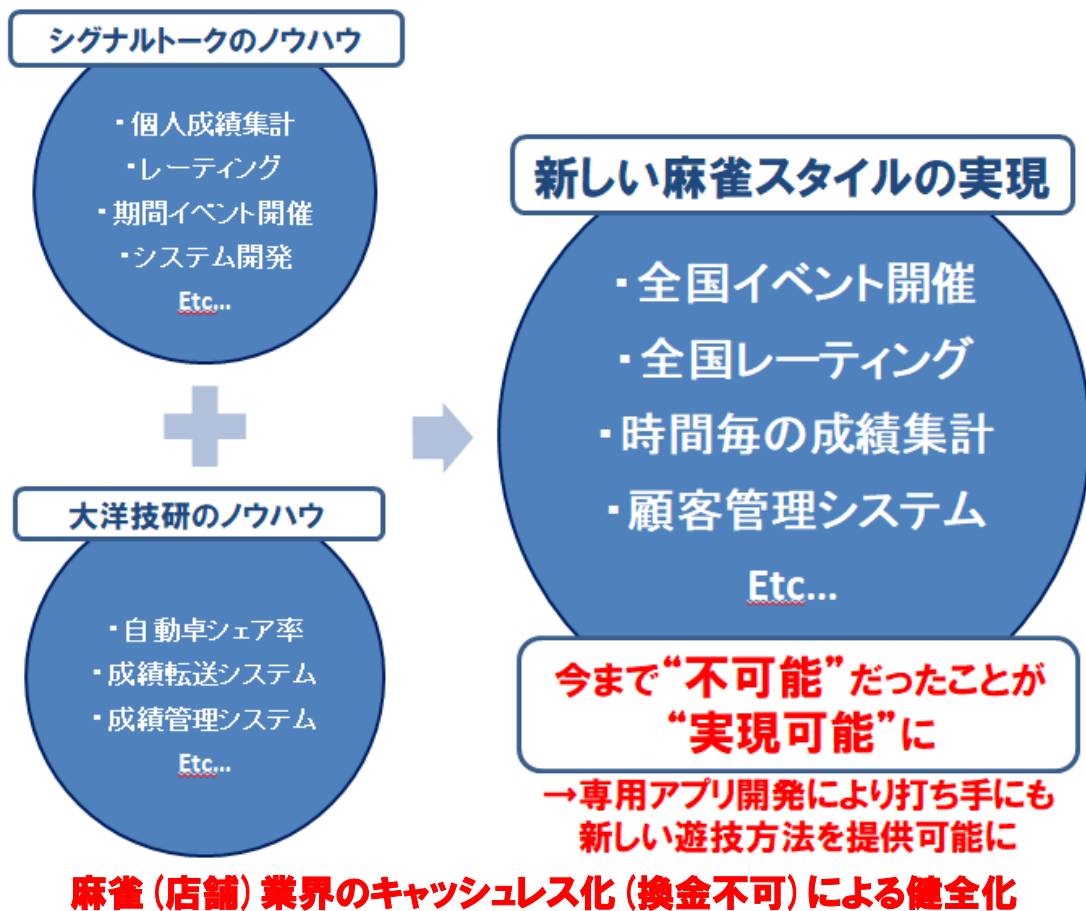 シグナルトークのノウハウ
・個人成績集計
・レーティング
・期間イベント開催
・システム開発
Etc...
大洋技研のノウハウ
・自動卓シェア率
・成績転送システム
・成績管理システム
Etc...
新しい麻雀スタイルの実現
・全国イベント開催
・全国レーティング
・時間毎の成績集計
・顧客管理システム
Etc...
今まで“不可能”だったことが
“実現可能”に
→専用アプリ開発により打ち手にも
新しい遊技方法を提供可能に
麻雀(店舗)業界のキャッシュレス化(換金不可)による健全化